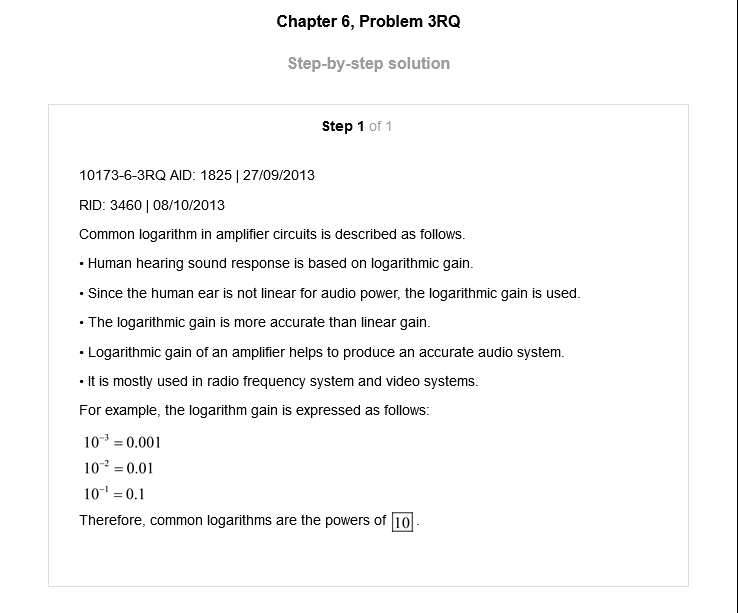 Chapter 6, Problem 3RQ
Step-by-step solution
Step 1 of 1
10173-6-3RQ AID: 1825 | 27/09/2013
RID: 3460 | 08/10/2013
Common logarithm in amplifier circuits is described as follows.
• Human hearing sound response is based on logarithmic gain.
• Since the human ear is not linear for audio power, the logarithmic gain is used.
• The logarithmic gain is more accurate than linear gain.
• Logarithmic gain of an amplifier helps to produce an accurate audio system.
• It is mostly used in radio frequency system and video systems.
For example, the logarithm gain is expressed as follows:
10⁻³ = 0.001
10⁻² = 0.01
10⁻¹ = 0.1
Therefore, common logarithms are the powers of 10.